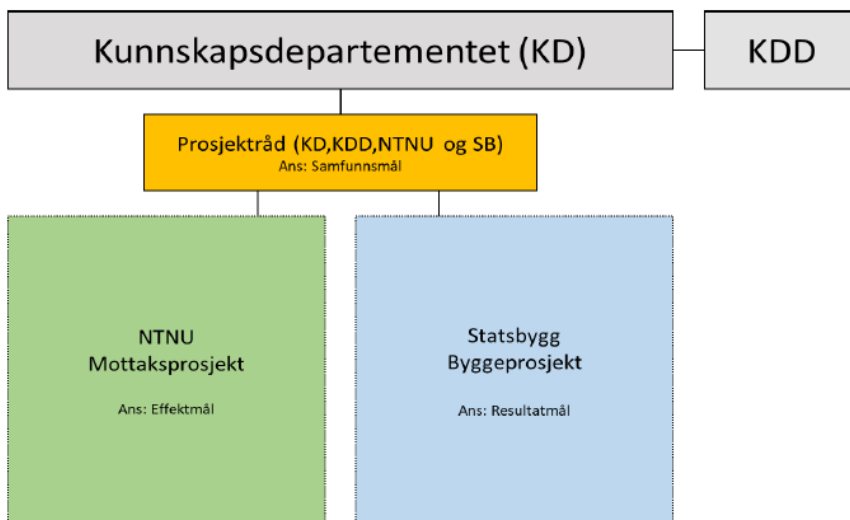 Kunnskapsdepartementet (KD)
KDD
Prosjektråd (KD,KDD,NTNU og SB)
Ans: Samfunnsmål
NTNU
Mottaksprosjekt
Ans: Effektmål
Statsbygg
Byggeprosjekt
Ans: Resultatmål